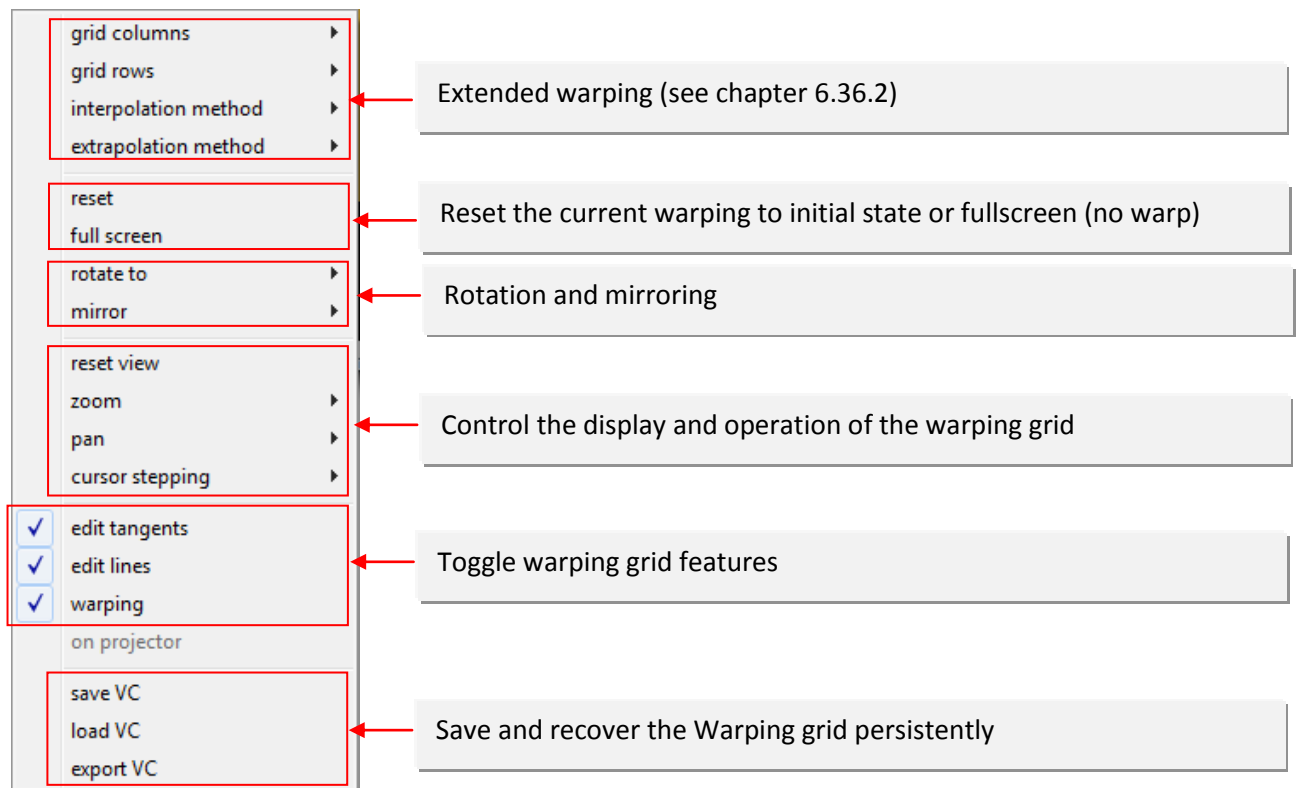 grid columns
grid rows
interpolation method
extrapolation method
Extended warping (see chapter 6.36.2)
reset
full screen
Reset the current warping to initial state or fullscreen (no warp)
rotate to
mirror
Rotation and mirroring
reset view
zoom
pan
cursor stepping
Control the display and operation of the warping grid
edit tangents
edit lines
warping
Toggle warping grid features
on projector
save VC
load VC
export VC
Save and recover the Warping grid persistently